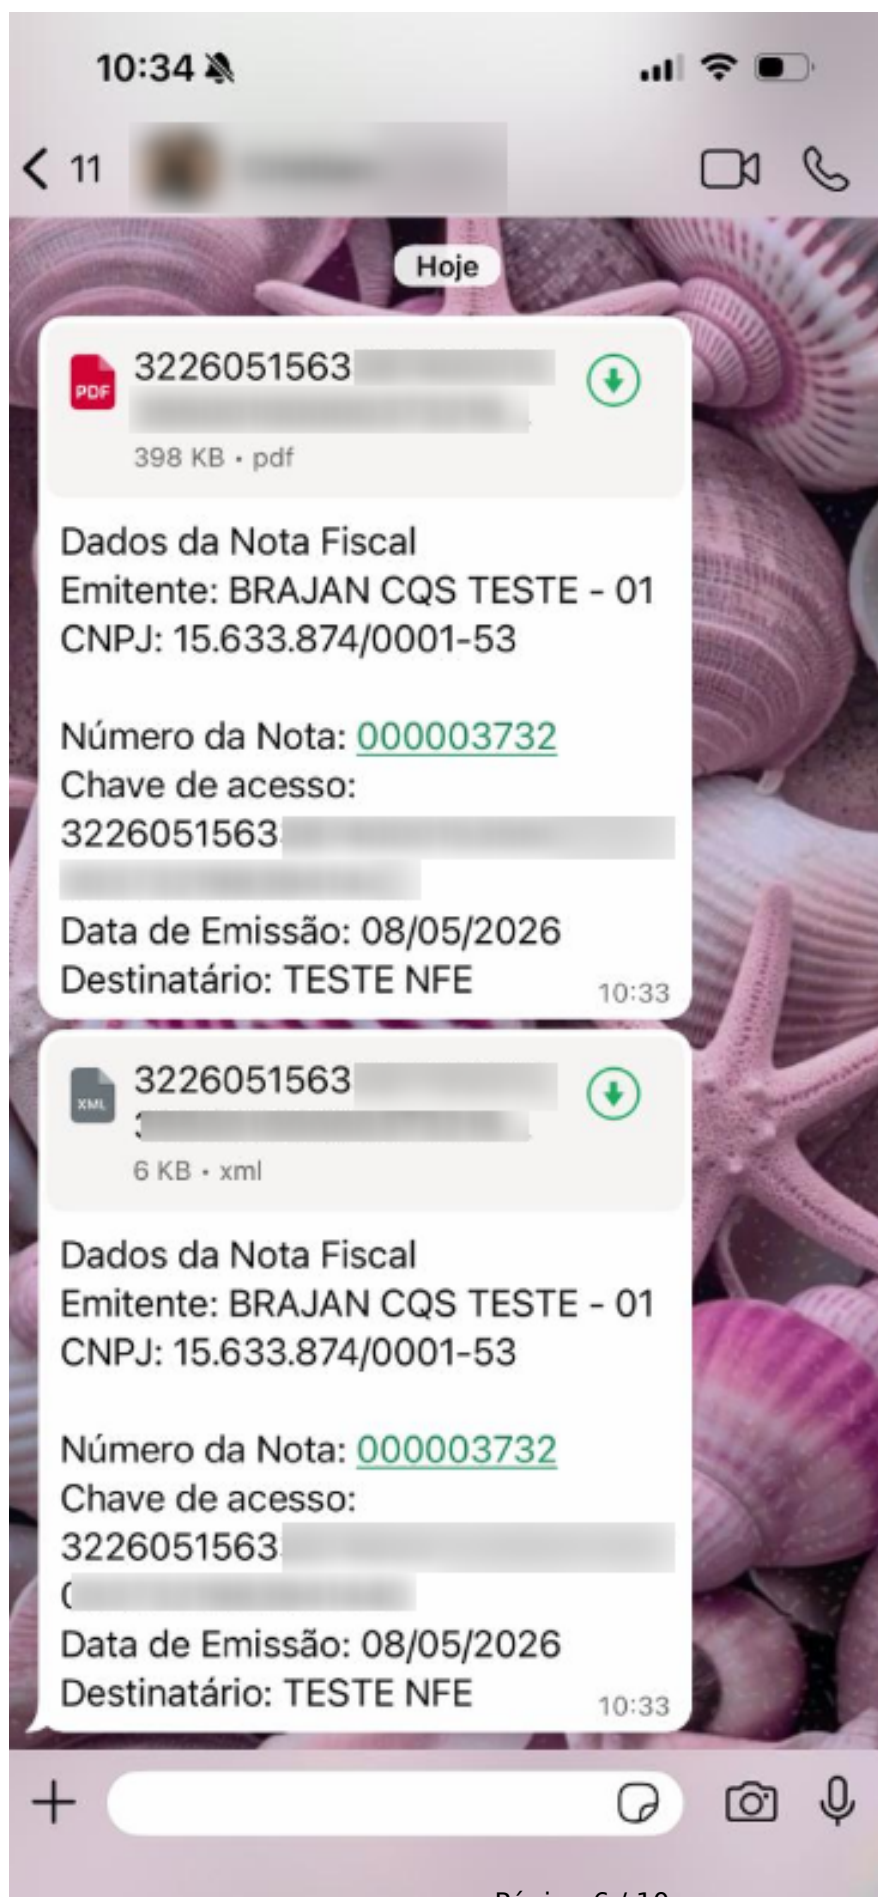 10:34
11
Hoje
PDF
3226051563
398 KB • pdf
Dados da Nota Fiscal
Emitente: BRAJAN CQS TESTE - 01
CNPJ: 15.633.874/0001-53
Número da Nota: 000003732
Chave de acesso:
3226051563
Data de Emissão: 08/05/2026
Destinatário: TESTE NFE
10:33
XML
3226051563
6 KB • xml
Dados da Nota Fiscal
Emitente: BRAJAN CQS TESTE - 01
CNPJ: 15.633.874/0001-53
Número da Nota: 000003732
Chave de acesso:
3226051563
Data de Emissão: 08/05/2026
Destinatário: TESTE NFE
10:33